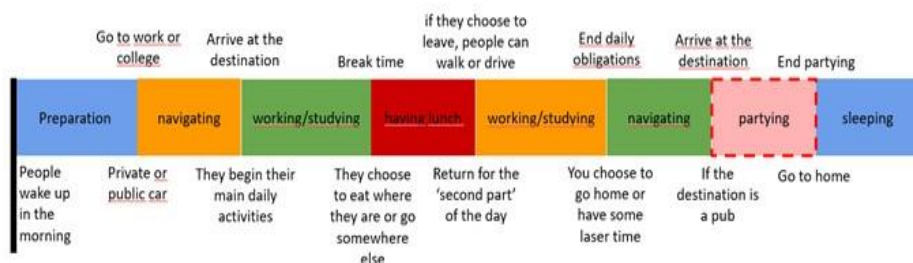 Go to work or
college
Arrive at the
destination
Break time
if they choose to
leave, people can
walk or drive
End daily
obligations
Arrive at the
destination
End partying
Preparation
navigating
working/studying
having lunch
working/studying
navigating
partying
sleeping
People
wake up
in the
morning
Private or
public car
They begin their
main daily
activities
They choose
to eat where
they are or go
somewhere
else
Return for the
'second part'
of the day
You choose to
go home or
have some
laser time
If the
destination is
a pub
Go to home